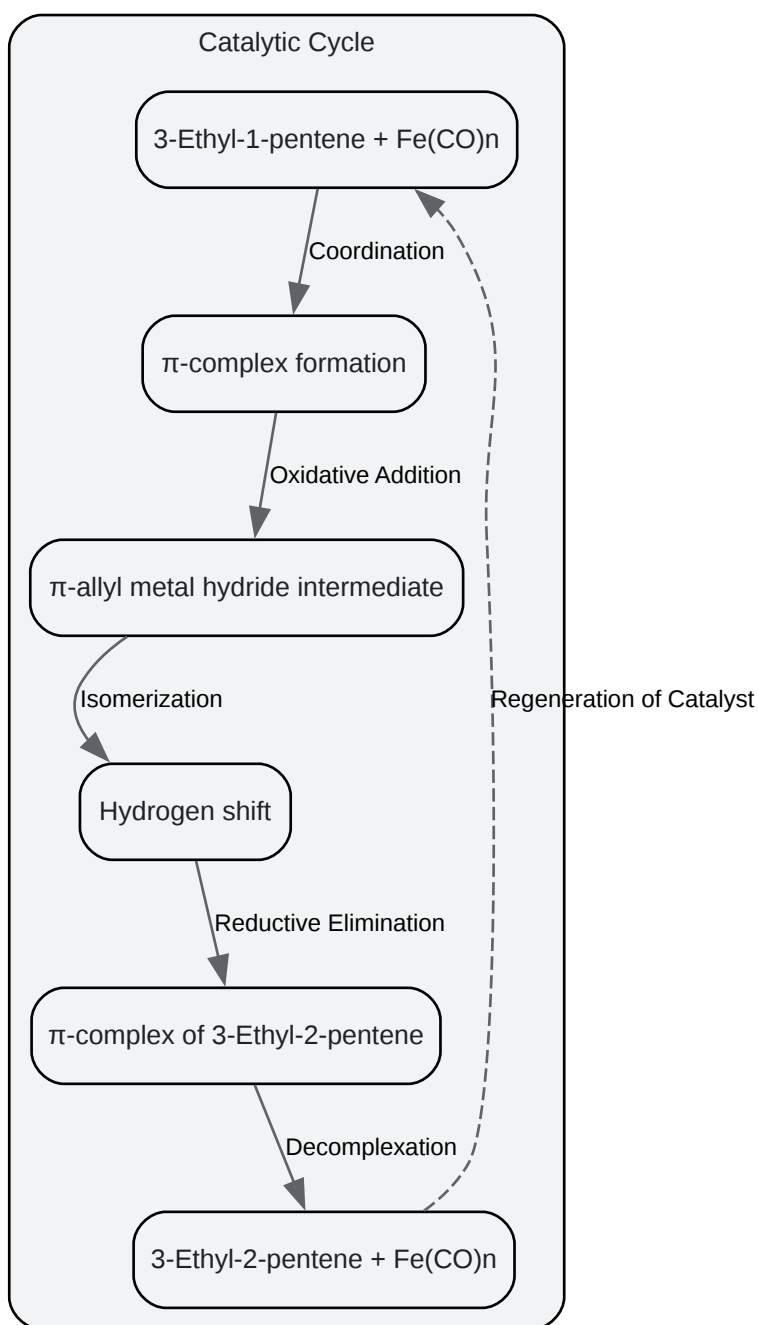 Catalytic Cycle
3-Ethyl-1-pentene + Fe(CO)n
Coordination
π-complex formation
Oxidative Addition
π-allyl metal hydride intermediate
Isomerization
Regeneration of Catalyst
Hydrogen shift
Reductive Elimination
π-complex of 3-Ethyl-2-pentene
Decomplexation
3-Ethyl-2-pentene + Fe(CO)n